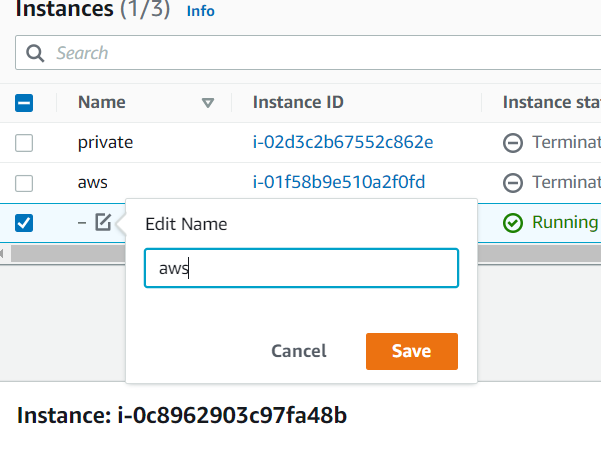 Instances (1/3) Info
Search
Name Instance ID Instance sta
private i-02d3c2b67552c862e Terminat
aws i-01f58b9e510a2f0fd Terminat
– Running
Edit Name
aws
Cancel Save
Instance: i-0c8962903c97fa48b